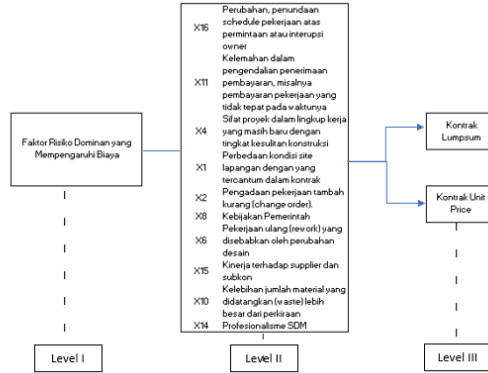 Faktor Risiko Dominan yang
Mempengaruhi Biaya
X16 Perubahan, penundaan
schedule pekerjaan atas
permintaan atau interupsi
owner
X11 Kelemahan dalam
pengendalian penerimaan
pembayaran, misalnya
pembayaran pekerjaan yang
tidak tepat pada waktunya
X4 Sifat proyek dalam lingkup kerja
yang masih baru dengan
tingkat kesulitan konstruksi
X1 Perbedaan kondisi site
lapangan dengan yang
tercantum dalam kontrak
X2 Pengadaan pekerjaan tambah
kurang (change order).
X8 Kebijakan Pemerintah
X6 Pekerjaan ulang (rework) yang
disebabkan oleh perubahan
desain
X15 Kinerja terhadap supplier dan
subkon
X10 Kelebihan jumlah material yang
didatangkan (waste) lebih
besar dari perkiraan
X14 Profesionalisme SDM
Kontrak
Lumpsum
Kontrak Unit
Price
Level I
Level II
Level III